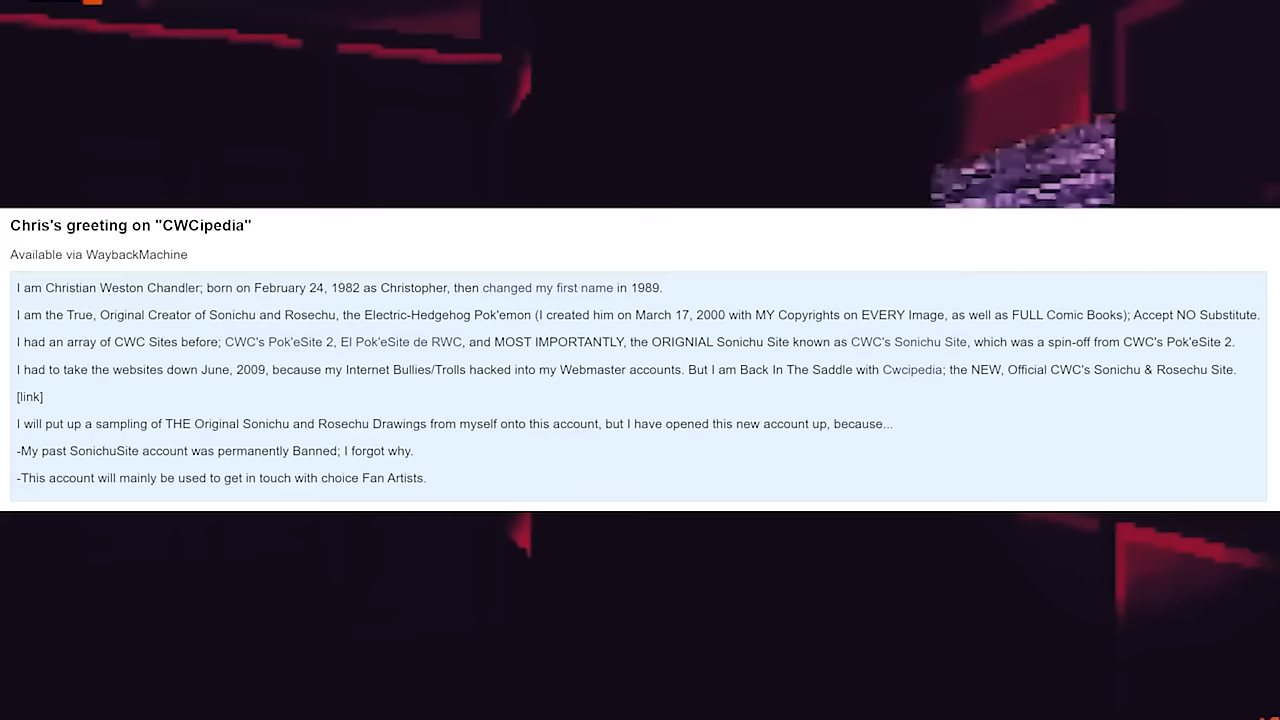 Chris's greeting on "CWCipedia"
Available via WaybackMachine
I am Christian Weston Chandler; born on February 24, 1982 as Christopher, then changed my first name in 1989.
I am the True, Original Creator of Sonichu and Rosechu, the Electric-Hedgehog Pok'emon (I created him on March 17, 2000 with MY Copyrights on EVERY Image, as well as FULL Comic Books); Accept NO Substitute.
I had an array of CWC Sites before; CWC's Pok'eSite 2, El Pok'eSite de RWC, and MOST IMPORTANTLY, the ORIGNIAL Sonichu Site known as CWC's Sonichu Site, which was a spin-off from CWC's Pok'eSite 2.
I had to take the websites down June, 2009, because my Internet Bullies/Trolls hacked into my Webmaster accounts. But I am Back In The Saddle with Cwcipedia; the NEW, Official CWC's Sonichu & Rosechu Site.
[link]
I will put up a sampling of THE Original Sonichu and Rosechu Drawings from myself onto this account, but I have opened this new account up, because...
-My past SonichuSite account was permanently Banned; I forgot why.
-This account will mainly be used to get in touch with choice Fan Artists.